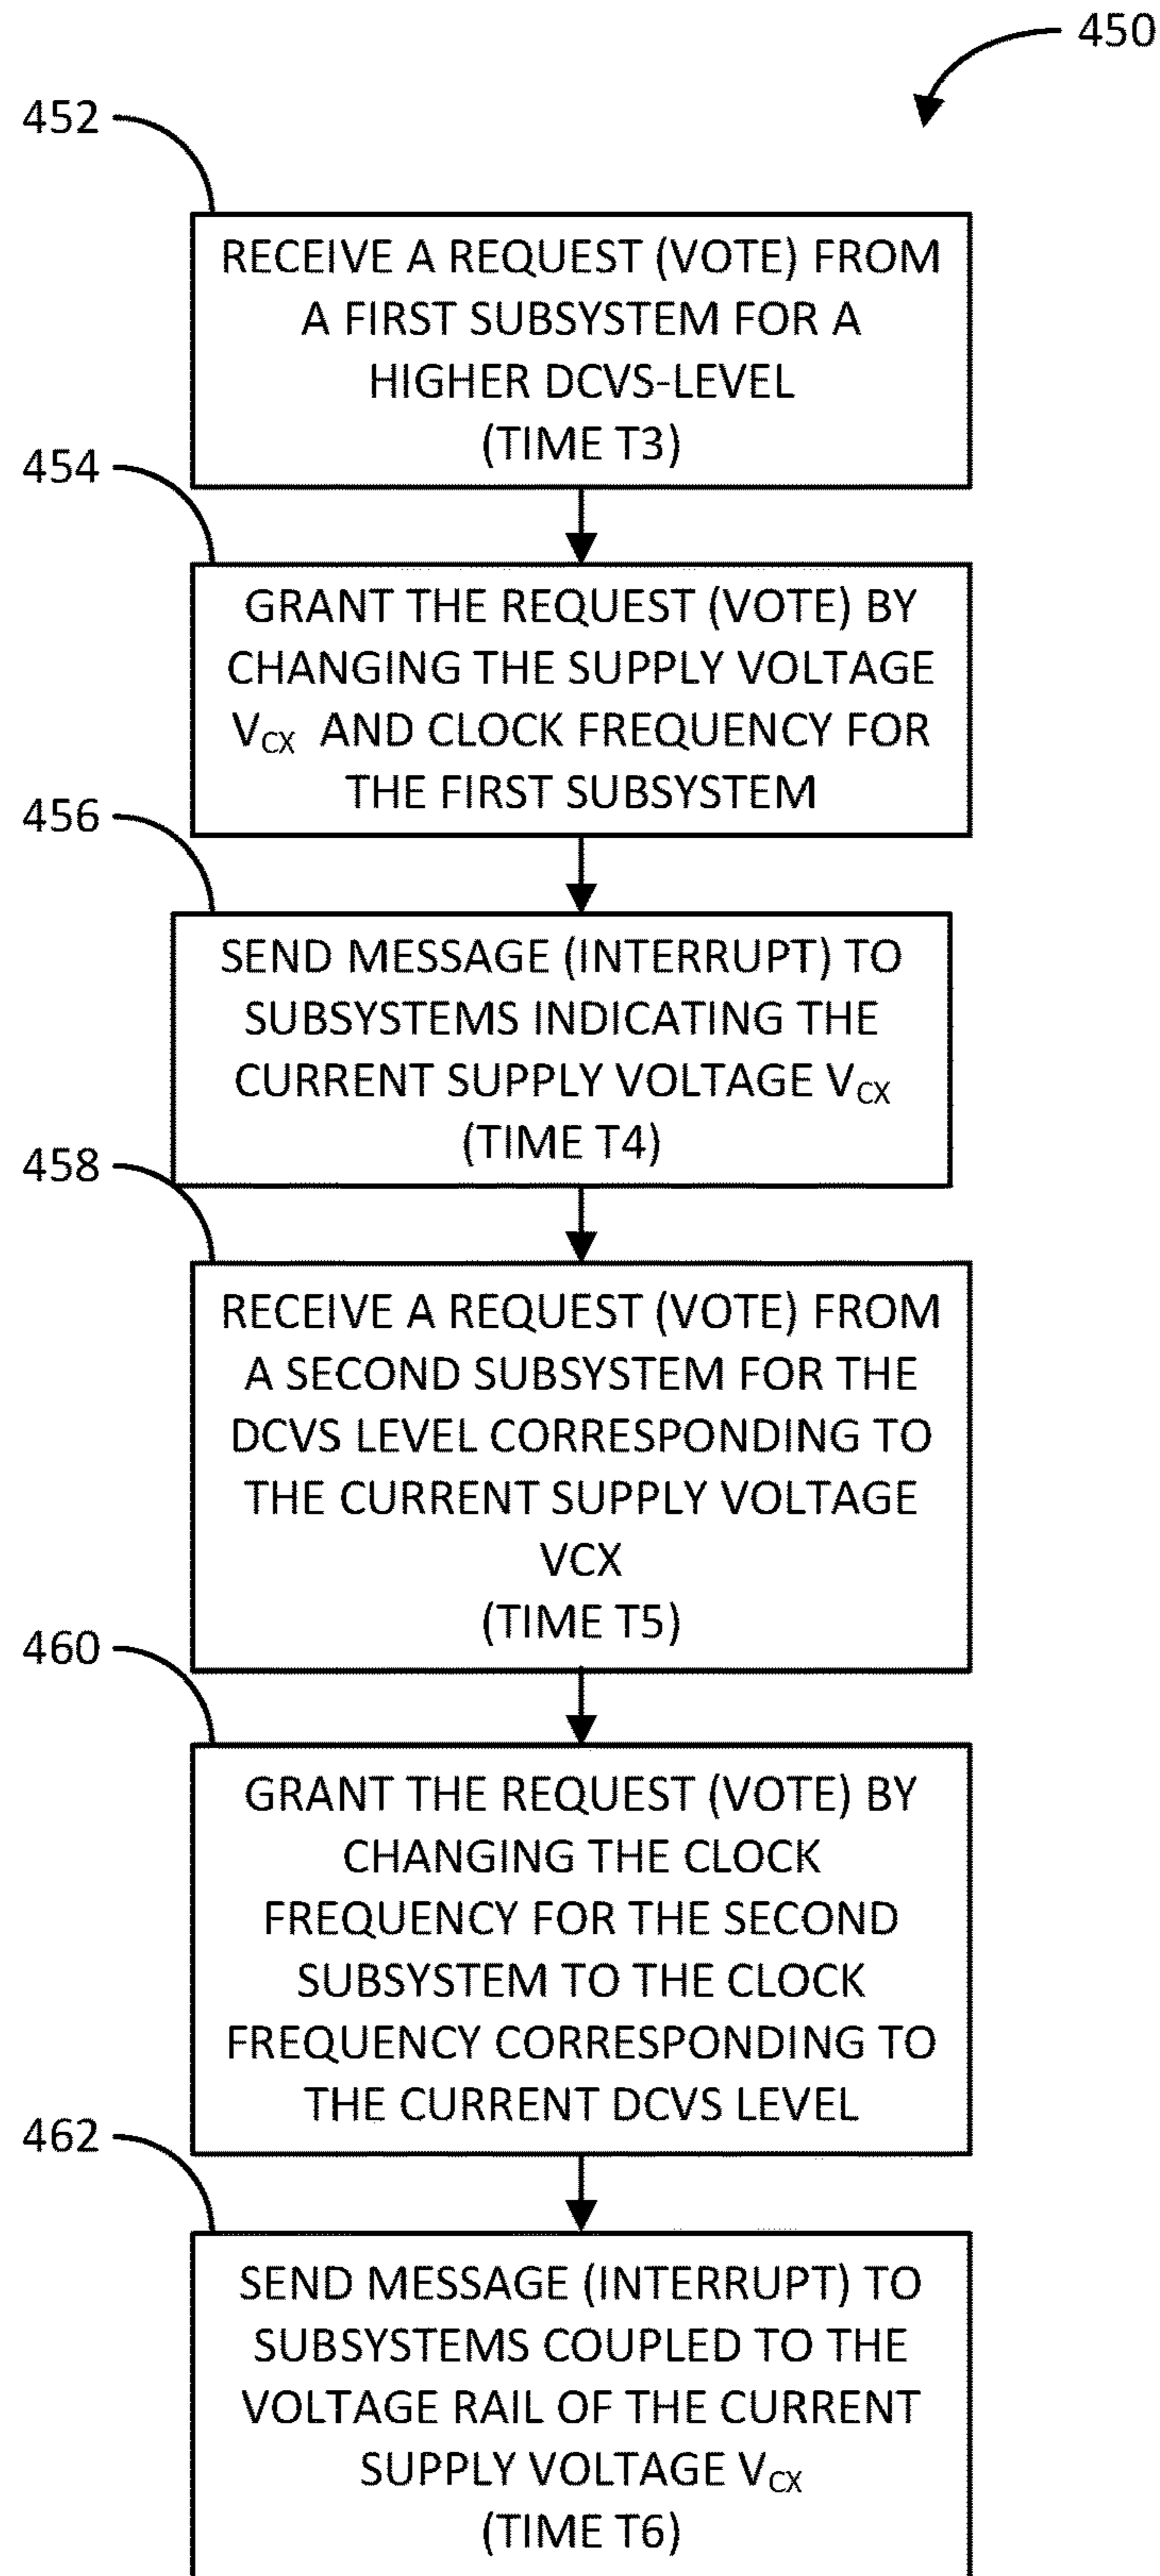 450
452
RECEIVE A REQUEST (VOTE) FROM
A FIRST SUBSYSTEM FOR A
HIGHER DCVS-LEVEL
(TIME T3)
454
GRANT THE REQUEST (VOTE) BY
CHANGING THE SUPPLY VOLTAGE
VCX AND CLOCK FREQUENCY FOR
THE FIRST SUBSYSTEM
456
SEND MESSAGE (INTERRUPT) TO
SUBSYSTEMS INDICATING THE
CURRENT SUPPLY VOLTAGE VCX
(TIME T4)
458
RECEIVE A REQUEST (VOTE) FROM
A SECOND SUBSYSTEM FOR THE
DCVS LEVEL CORRESPONDING TO
THE CURRENT SUPPLY VOLTAGE
VCX
(TIME T5)
460
GRANT THE REQUEST (VOTE) BY
CHANGING THE CLOCK
FREQUENCY FOR THE SECOND
SUBSYSTEM TO THE CLOCK
FREQUENCY CORRESPONDING TO
THE CURRENT DCVS LEVEL
462
SEND MESSAGE (INTERRUPT) TO
SUBSYSTEMS COUPLED TO THE
VOLTAGE RAIL OF THE CURRENT
SUPPLY VOLTAGE VCX
(TIME T6)